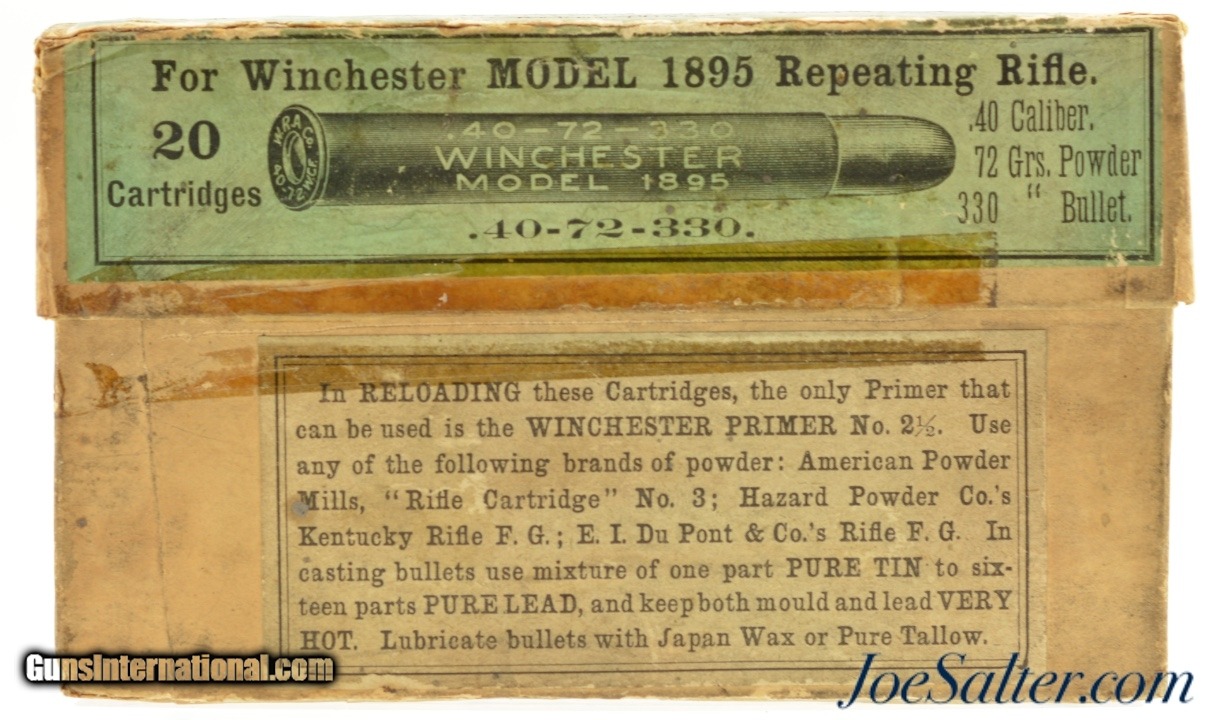 For Winchester MODEL 1895 Repeating Rifle.
20
Cartridges
W.R.A. Co.
40-72 W.C.F.
.40-72-330
WINCHESTER
MODEL 1895
.40-72-330.
.40 Caliber.
72 Grs. Powder
330 " Bullet.
In RELOADING these Cartridges, the only Primer that
can be used is the WINCHESTER PRIMER No. 2½. Use
any of the following brands of powder: American Powder
Mills, "Rifle Cartridge" No. 3; Hazard Powder Co.'s
Kentucky Rifle F. G.; E. I. Du Pont & Co.'s Rifle F. G. In
casting bullets use mixture of one part PURE TIN to six-
teen parts PURE LEAD, and keep both mould and lead VERY
HOT. Lubricate bullets with Japan Wax or Pure Tallow.
GunsInternational.com
JoeSalter.com